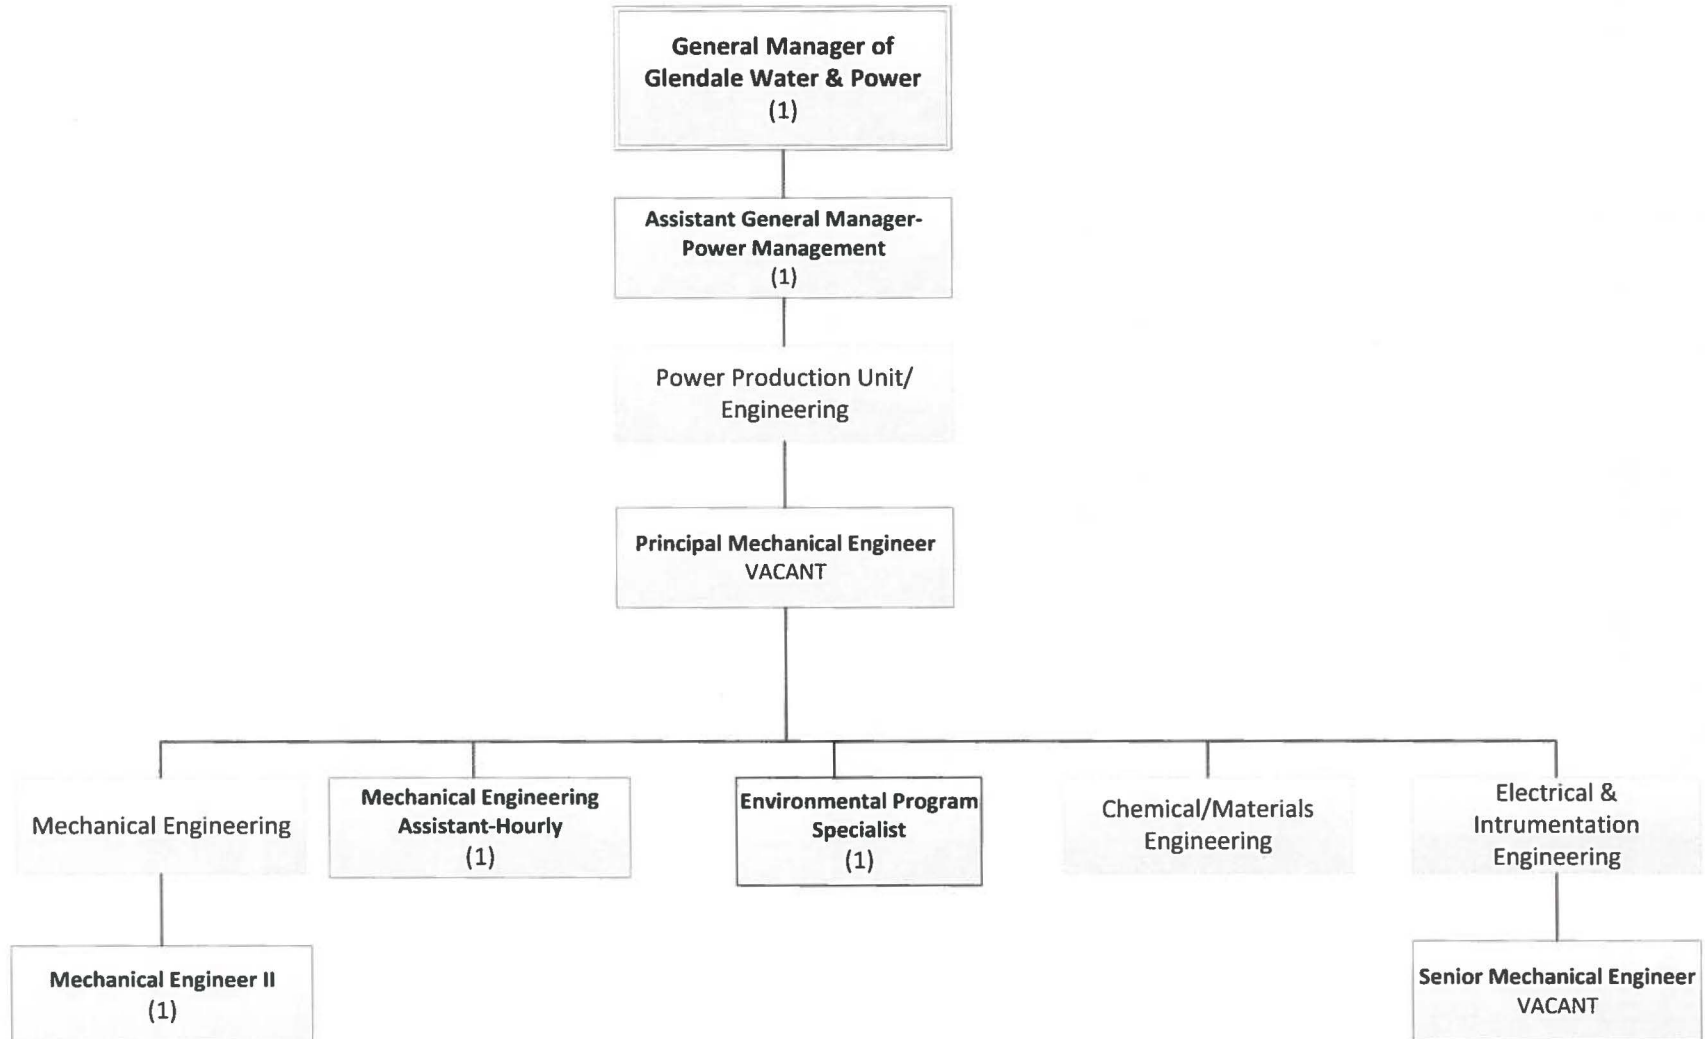 General Manager of
Glendale Water & Power
(1)
Assistant General Manager-
Power Management
(1)
Power Production Unit/
Engineering
Principal Mechanical Engineer
VACANT
Mechanical Engineering
Mechanical Engineering
Assistant-Hourly
(1)
Environmental Program
Specialist
(1)
Chemical/Materials
Engineering
Electrical &
Intrumentation
Engineering
Mechanical Engineer II
(1)
Senior Mechanical Engineer
VACANT